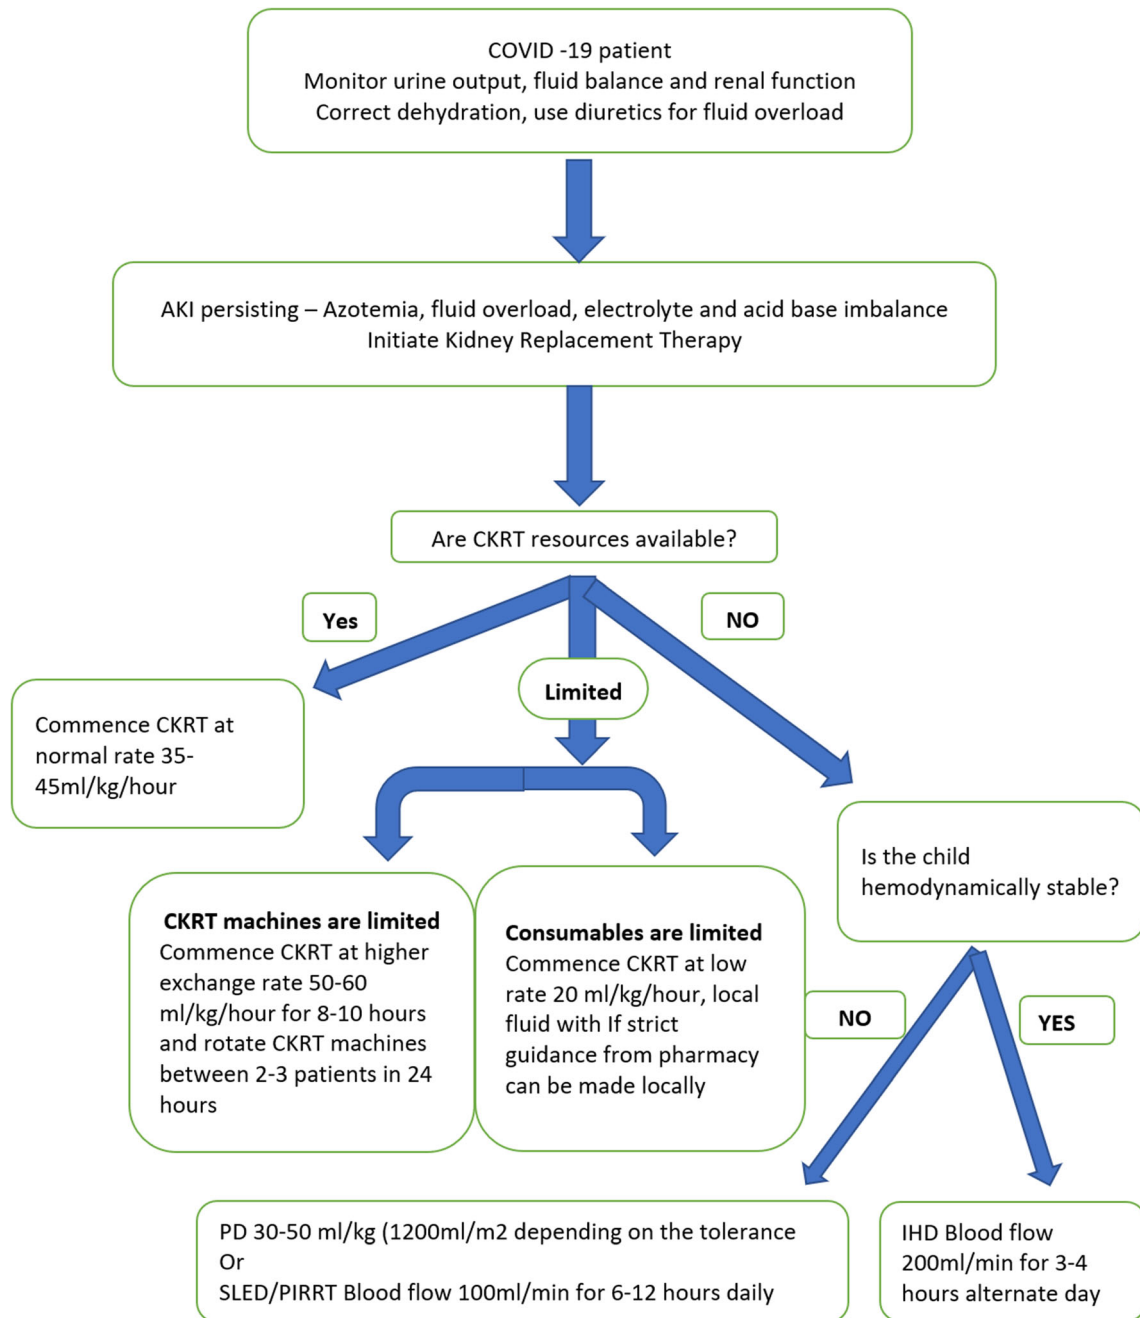 COVID -19 patient
Monitor urine output, fluid balance and renal function
Correct dehydration, use diuretics for fluid overload
AKI persisting – Azotemia, fluid overload, electrolyte and acid base imbalance
Initiate Kidney Replacement Therapy
Are CKRT resources available?
Yes
NO
Limited
Commence CKRT at
normal rate 35-
45ml/kg/hour
Is the child
hemodynamically stable?
CKRT machines are limited
Commence CKRT at higher
exchange rate 50-60
ml/kg/hour for 8-10 hours
and rotate CKRT machines
between 2-3 patients in 24
hours
Consumables are limited
Commence CKRT at low
rate 20 ml/kg/hour, local
fluid with If strict
guidance from pharmacy
can be made locally
NO
YES
PD 30-50 ml/kg (1200ml/m2 depending on the tolerance
Or
SLED/PIRRT Blood flow 100ml/min for 6-12 hours daily
IHD Blood flow
200ml/min for 3-4
hours alternate day